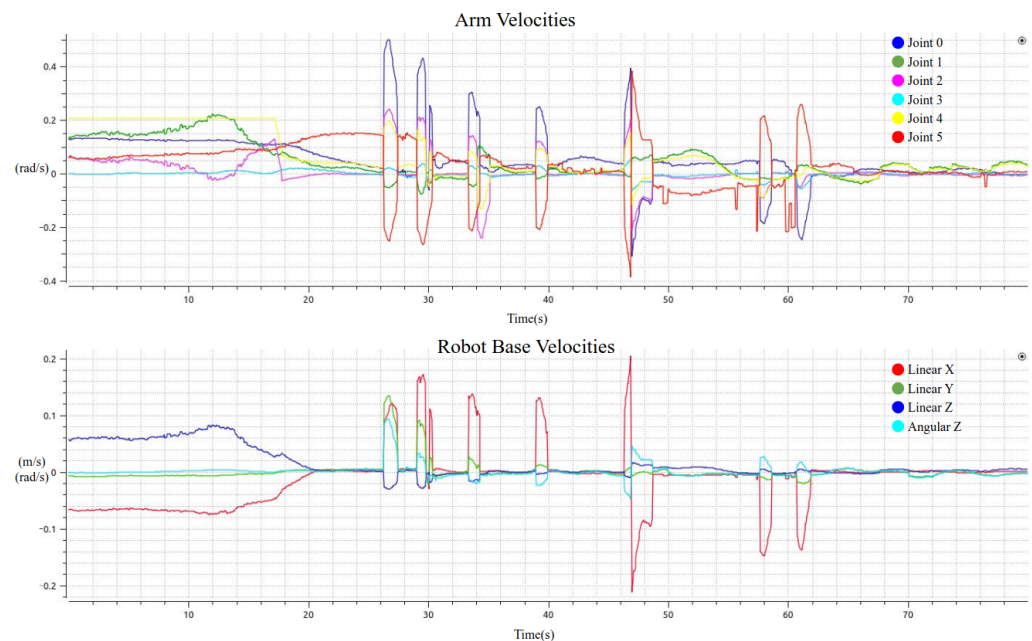 Arm Velocities
0.4
0.2
0
-0.2
-0.4
(rad/s)
Joint 0
Joint 1
Joint 2
Joint 3
Joint 4
Joint 5
10 20 30 40 50 60 70
Time(s)
Robot Base Velocities
0.2
0.1
0
-0.1
-0.2
(m/s)
(rad/s)
Linear X
Linear Y
Linear Z
Angular Z
10 20 30 40 50 60 70
Time(s)